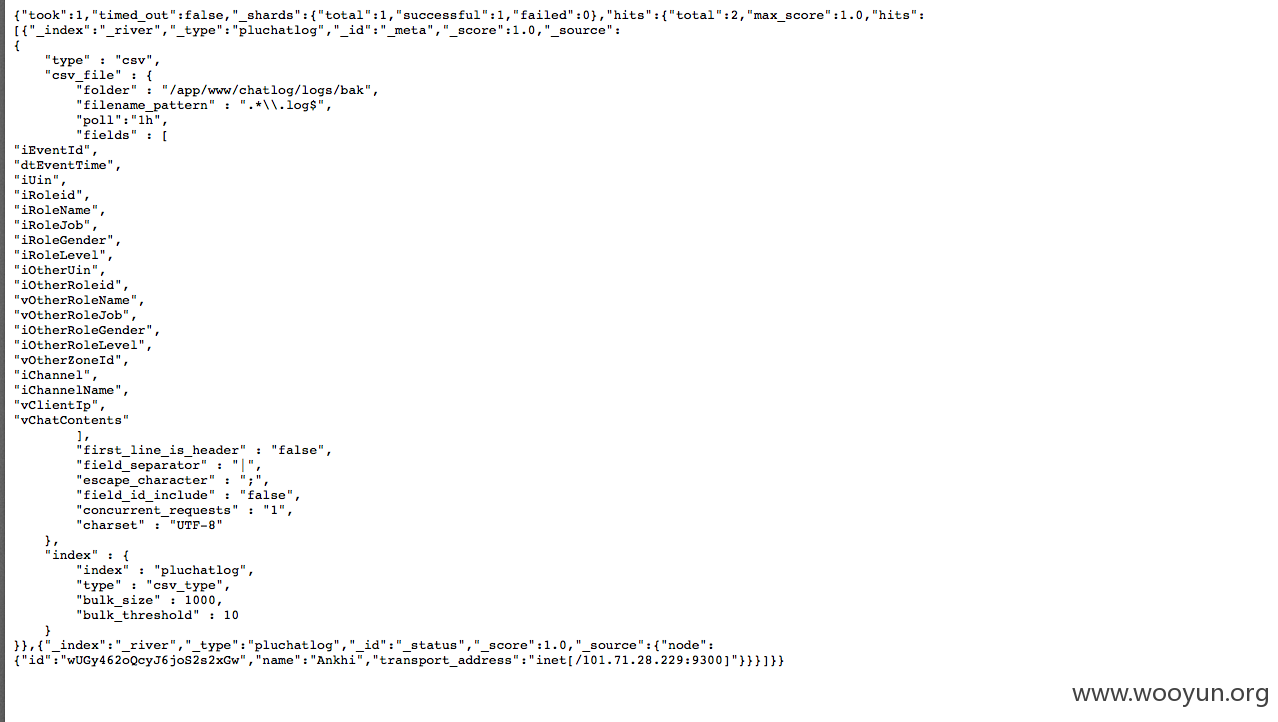 {"took":1,"timed_out":false,"_shards":{"total":1,"successful":1,"failed":0},"hits":{"total":2,"max_score":1.0,"hits":
[{"_index":"_river","_type":"pluchatlog","_id":"_meta","_score":1.0,"_source":
{
    "type" : "csv",
    "csv_file" : {
        "folder" : "/app/www/chatlog/logs/bak",
        "filename_pattern" : ".*\\.log$",
        "poll":"1h",
        "fields" : [
"iEventId",
"dtEventTime",
"iUin",
"iRoleid",
"iRoleName",
"iRoleJob",
"iRoleGender",
"iRoleLevel",
"iOtherUin",
"iOtherRoleid",
"vOtherRoleName",
"vOtherRoleJob",
"iOtherRoleGender",
"iOtherRoleLevel",
"vOtherZoneId",
"iChannel",
"iChannelName",
"vClientIp",
"vChatContents"
        ],
        "first_line_is_header" : "false",
        "field_separator" : "|",
        "escape_character" : ";",
        "field_id_include" : "false",
        "concurrent_requests" : "1",
        "charset" : "UTF-8"
    },
    "index" : {
        "index" : "pluchatlog",
        "type" : "csv_type",
        "bulk_size" : 1000,
        "bulk_threshold" : 10
    }
}},{"_index":"_river","_type":"pluchatlog","_id":"_status","_score":1.0,"_source":{"node":
{"id":"wUGy462oQcyJ6joS2s2xGw","name":"Ankhi","transport_address":"inet[/101.71.28.229:9300]"}}}]}}
www.wooyun.org